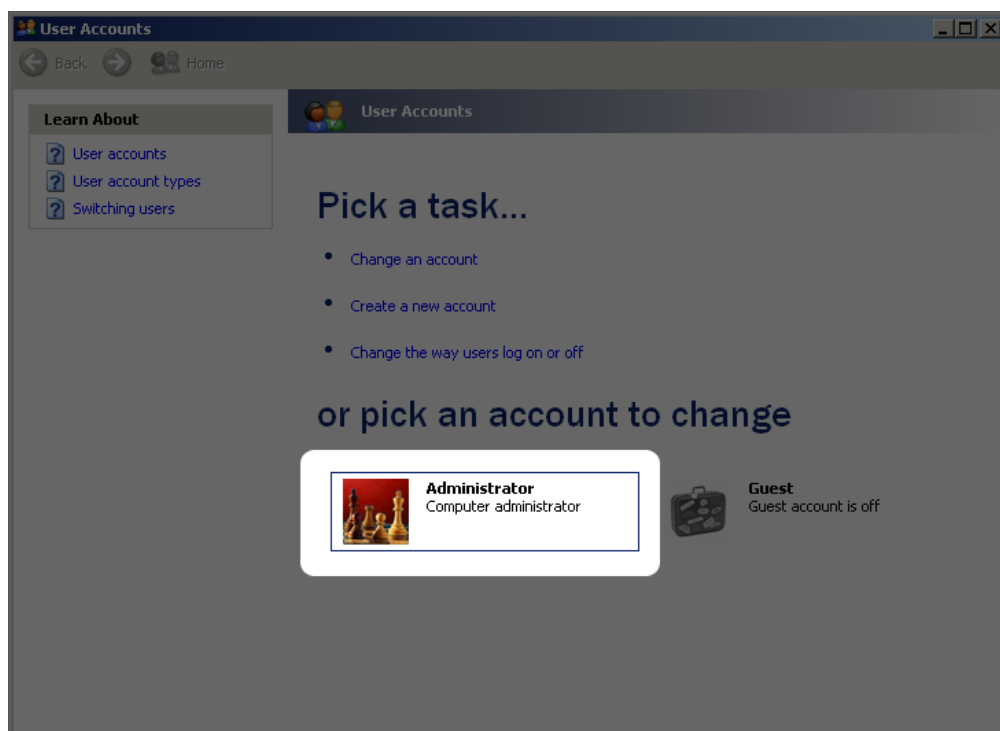 User Accounts
Back Home
Learn About
User accounts
User account types
Switching users
User Accounts
Pick a task...
Change an account
Create a new account
Change the way users log on or off
or pick an account to change
Administrator
Computer administrator
Guest
Guest account is off